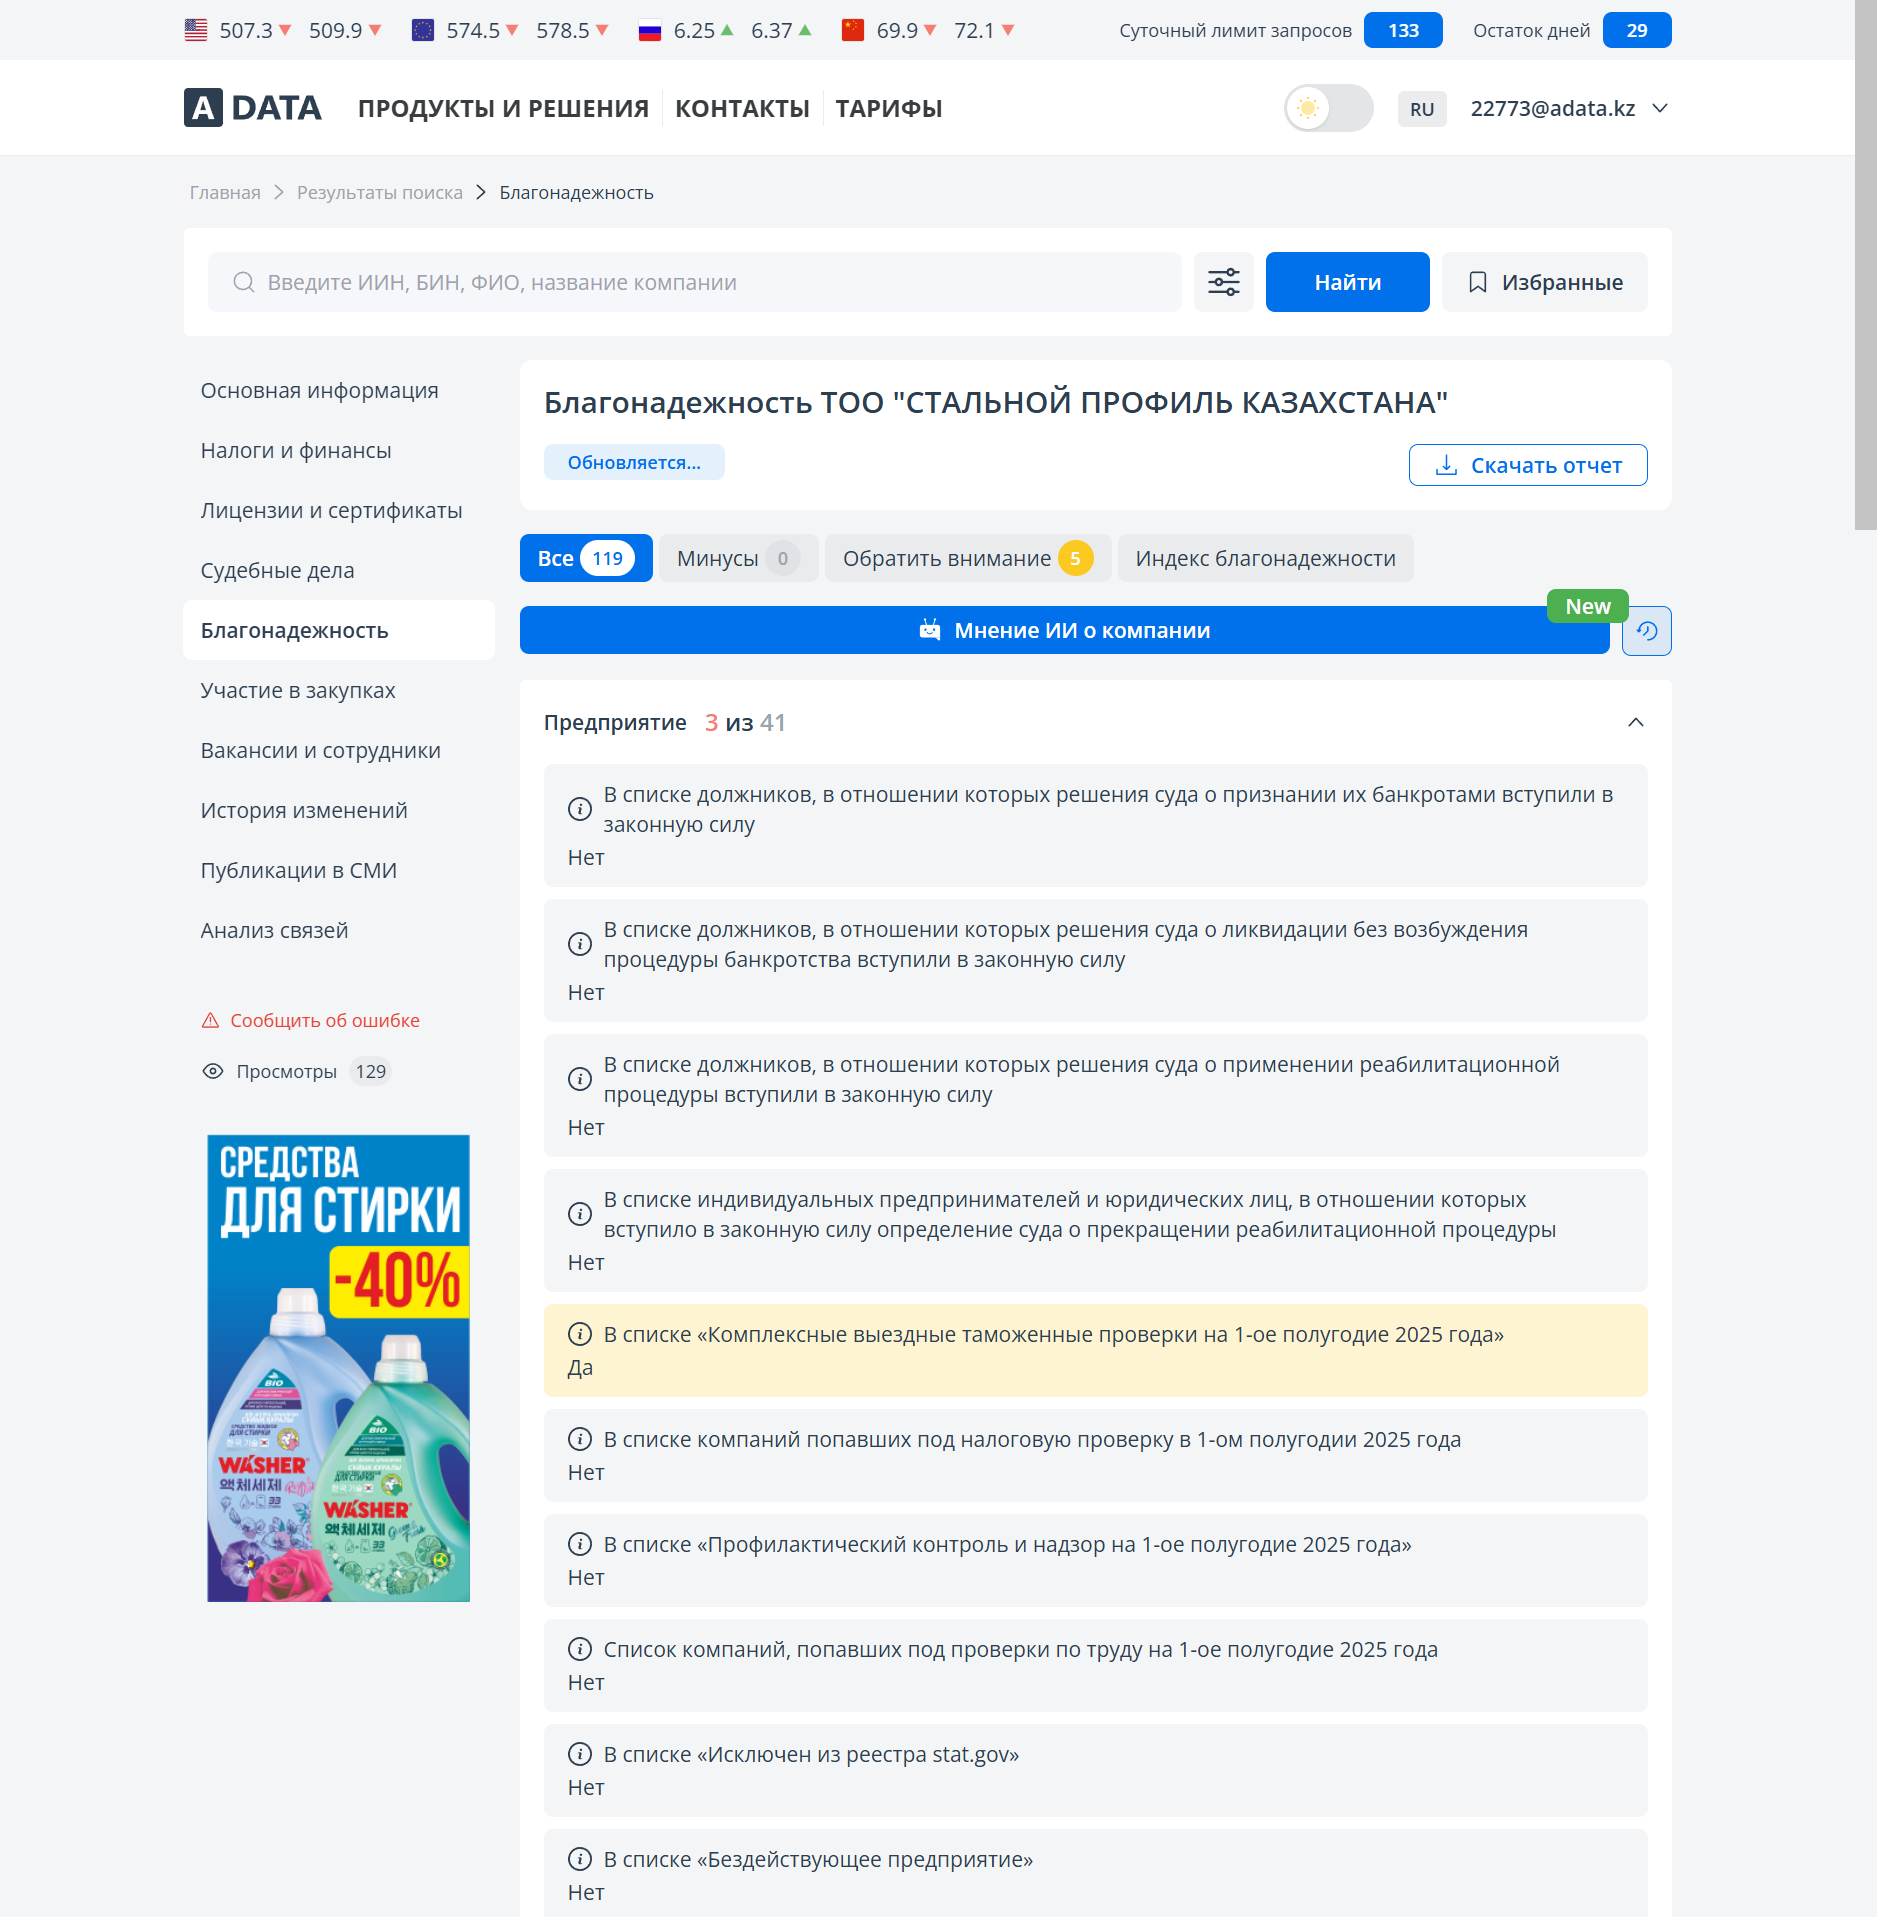 507.3 509.9 574.5 578.5 6.25 6.37 69.9 72.1 Суточный лимит запросов 133 Остаток дней 29
A DATA ПРОДУКТЫ И РЕШЕНИЯ КОНТАКТЫ ТАРИФЫ RU 22773@adata.kz
Главная Результаты поиска Благонадежность
Введите ИИН, БИН, ФИО, название компании Найти Избранные
Основная информация
Налоги и финансы
Лицензии и сертификаты
Судебные дела
Благонадежность
Участие в закупках
Вакансии и сотрудники
История изменений
Публикации в СМИ
Анализ связей
Сообщить об ошибке
Просмотры 129
СРЕДСТВА
ДЛЯ СТИРКИ
-40%
BIO
WASHER
액체세제
33
BIO
WASHER
액체세제
33
Благонадежность ТОО "СТАЛЬНОЙ ПРОФИЛЬ КАЗАХСТАНА"
Обновляется... Скачать отчет
Все 119 Минусы 0 Обратить внимание 5 Индекс благонадежности
New
Мнение ИИ о компании
Предприятие 3 из 41
В списке должников, в отношении которых решения суда о признании их банкротами вступили в
законную силу
Нет
В списке должников, в отношении которых решения суда о ликвидации без возбуждения
процедуры банкротства вступили в законную силу
Нет
В списке должников, в отношении которых решения суда о применении реабилитационной
процедуры вступили в законную силу
Нет
В списке индивидуальных предпринимателей и юридических лиц, в отношении которых
вступило в законную силу определение суда о прекращении реабилитационной процедуры
Нет
В списке «Комплексные выездные таможенные проверки на 1-ое полугодие 2025 года»
Да
В списке компаний попавших под налоговую проверку в 1-ом полугодии 2025 года
Нет
В списке «Профилактический контроль и надзор на 1-ое полугодие 2025 года»
Нет
Список компаний, попавших под проверки по труду на 1-ое полугодие 2025 года
Нет
В списке «Исключен из реестра stat.gov»
Нет
В списке «Бездействующее предприятие»
Нет